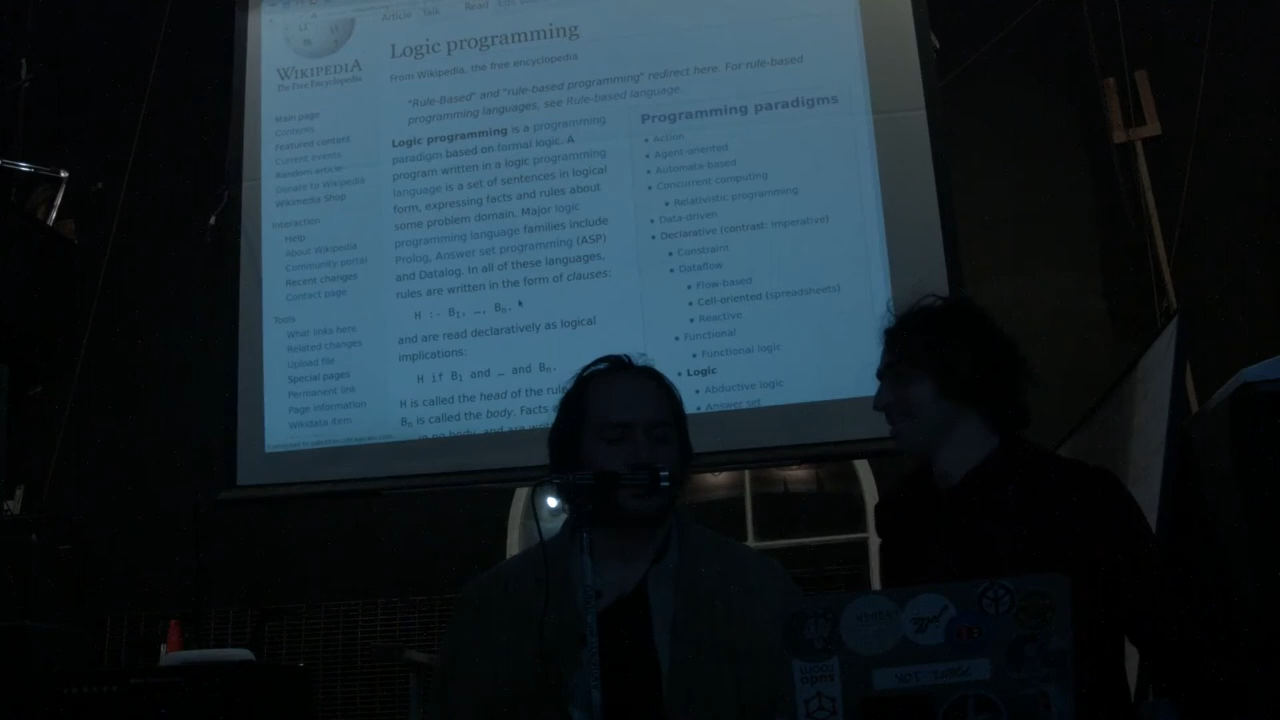 Article Talk Read
WIKIPEDIA
The Free Encyclopedia
Main page
Contents
Featured content
Current events
Random article
Donate to Wikipedia
Wikimedia Shop
Interaction
Help
About Wikipedia
Community portal
Recent changes
Contact page
Tools
What links here
Related changes
Upload file
Special pages
Permanent link
Page information
Wikidata item
Logic programming
From Wikipedia, the free encyclopedia
"Rule-Based" and "rule-based programming" redirect here. For rule-based
programming languages, see Rule-based language.
Logic programming is a programming
paradigm based on formal logic. A
program written in a logic programming
language is a set of sentences in logical
form, expressing facts and rules about
some problem domain. Major logic
programming language families include
Prolog, Answer set programming (ASP)
and Datalog. In all of these languages,
rules are written in the form of clauses:
H :- B1, …, Bn.
and are read declaratively as logical
implications:
H if B1 and … and Bn.
H is called the head of the rule
Bn is called the body. Facts
no body, and are
Programming paradigms
Action
Agent-oriented
Automata-based
Concurrent computing
Relativistic programming
Data-driven
Declarative (contrast: Imperative)
Constraint
Dataflow
Flow-based
Cell-oriented (spreadsheets)
Reactive
Functional
Functional logic
Logic
Abductive logic
Answer set
sudo
room